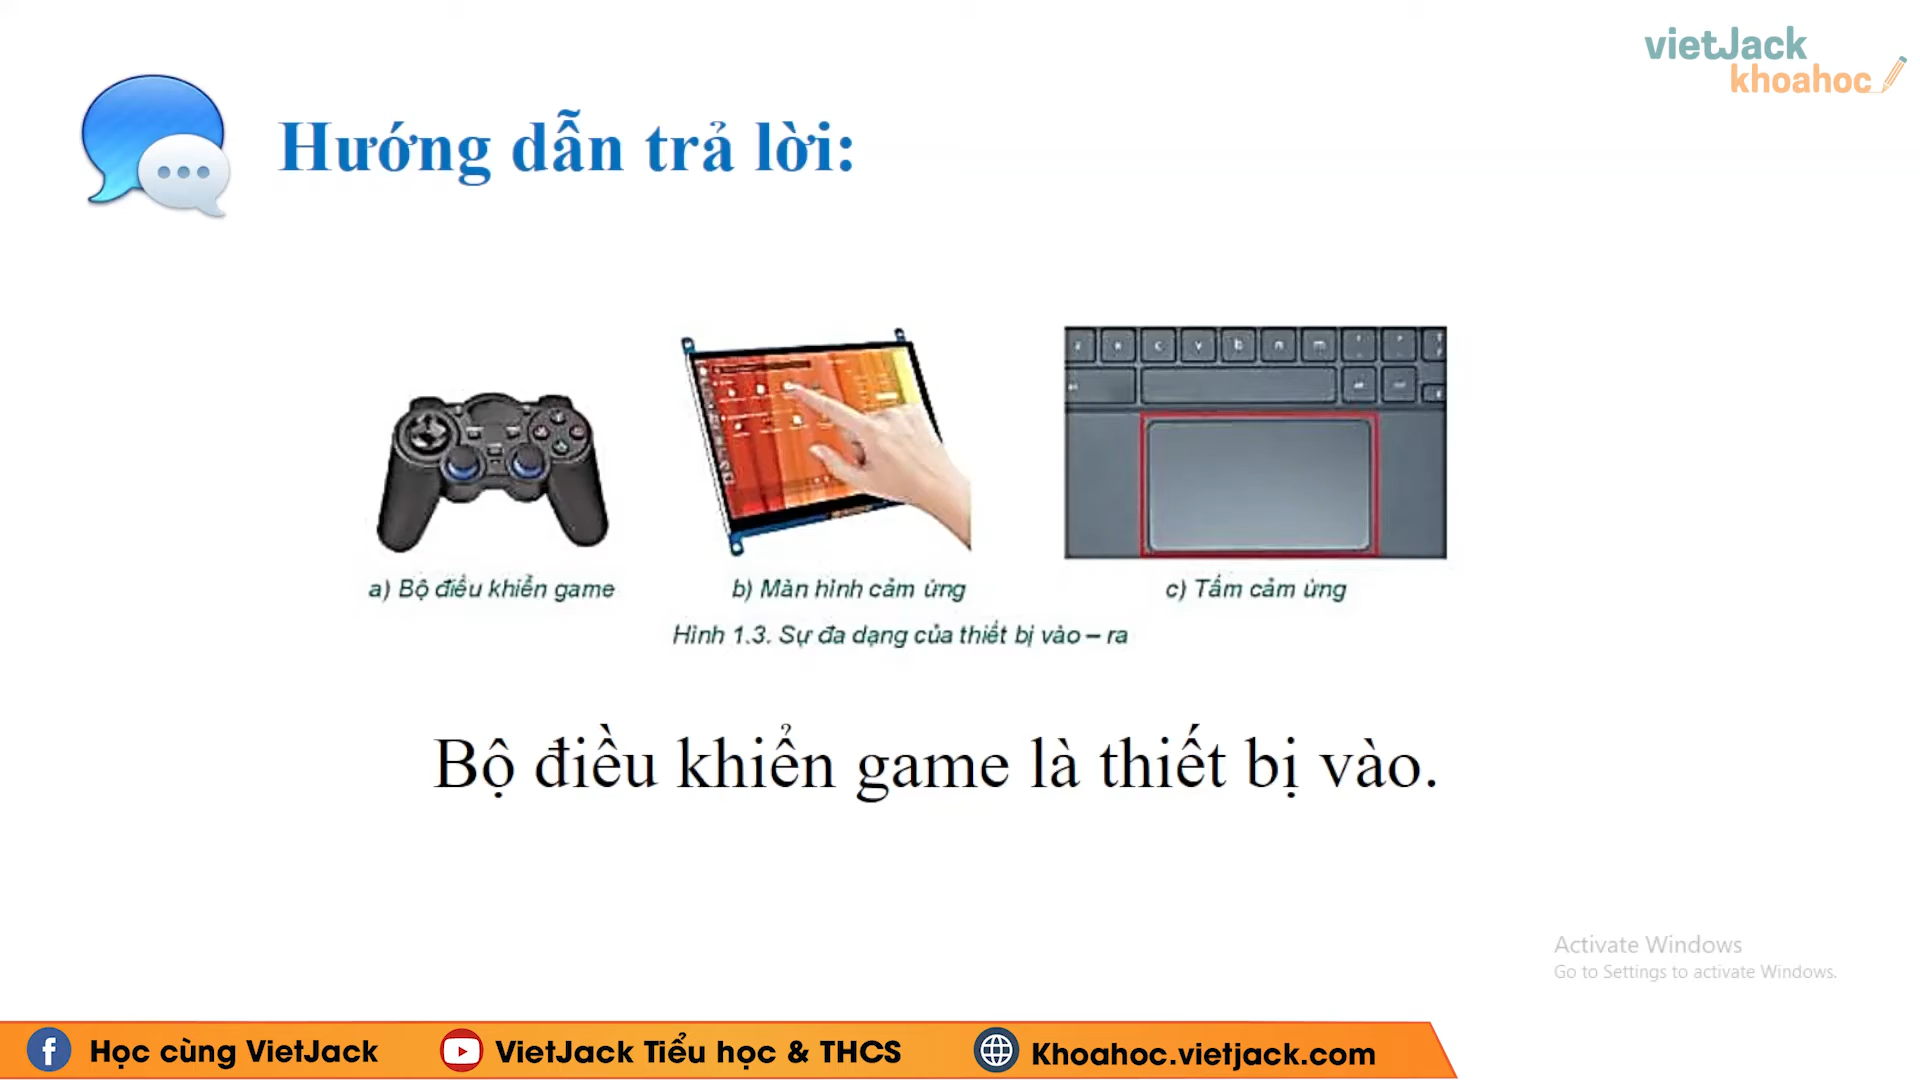 vietJack
khoahoc
Hướng dẫn trả lời:
a) Bộ điều khiển game
b) Màn hình cảm ứng
c) Tấm cảm ứng
Hình 1.3. Sự đa dạng của thiết bị vào – ra
Bộ điều khiển game là thiết bị vào.
Activate Windows
Go to Settings to activate Windows.
Học cùng VietJack
VietJack Tiểu học & THCS
Khoahoc.vietjack.com